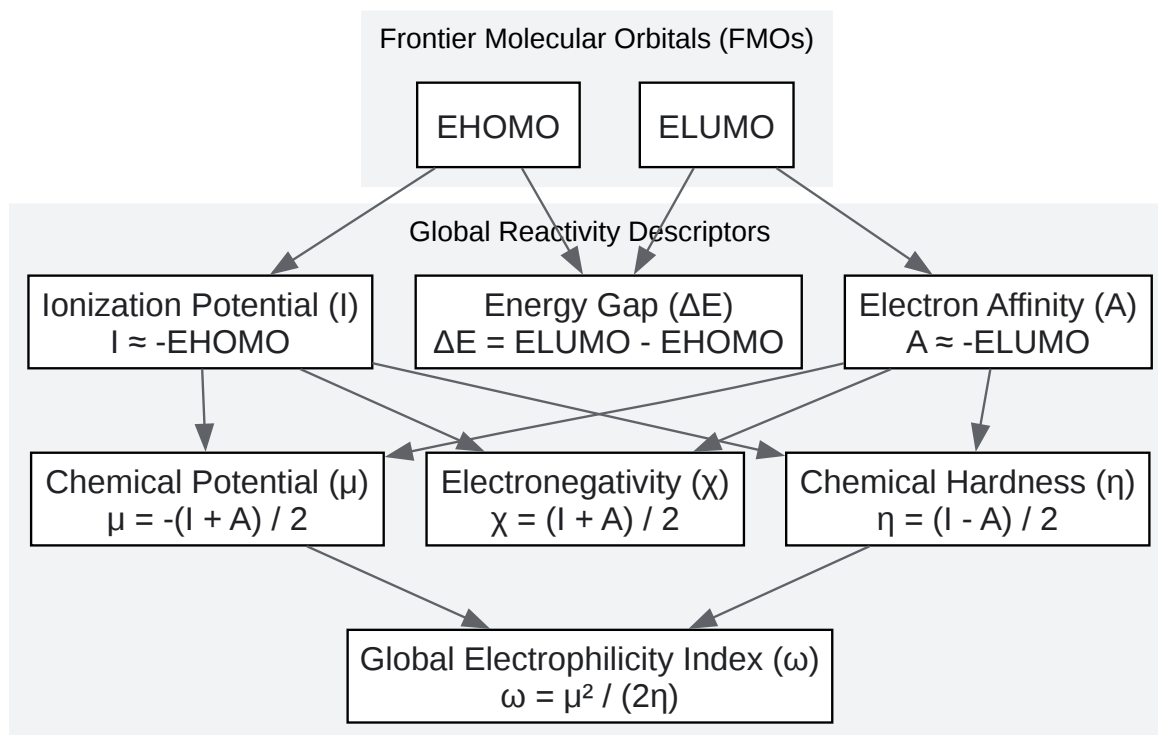 Frontier Molecular Orbitals (FMOs)
EHOMO
ELUMO
Global Reactivity Descriptors
Ionization Potential (I)
I ≈ -EHOMO
Energy Gap (ΔE)
ΔE = ELUMO - EHOMO
Electron Affinity (A)
A ≈ -ELUMO
Chemical Potential (μ)
μ = -(I + A) / 2
Electronegativity (χ)
χ = (I + A) / 2
Chemical Hardness (η)
η = (I - A) / 2
Global Electrophilicity Index (ω)
ω = μ² / (2η)